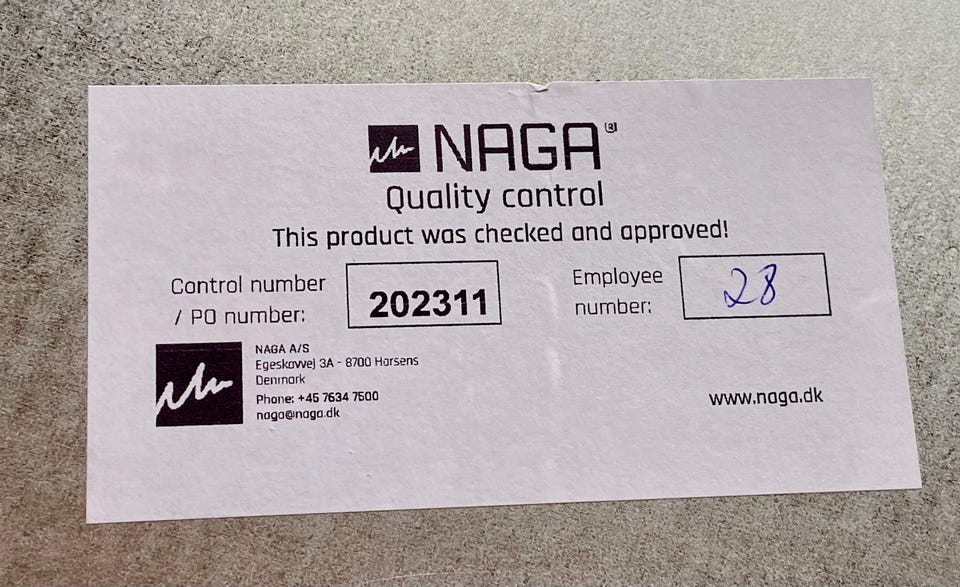 NAGA®
Quality control
This product was checked and approved!
Control number
/ PO number:
202311
Employee
number:
28
NAGA A/S
Egeskovvej 3A - 8700 Horsens
Denmark
Phone: +45 7634 7500
naga@naga.dk
www.naga.dk